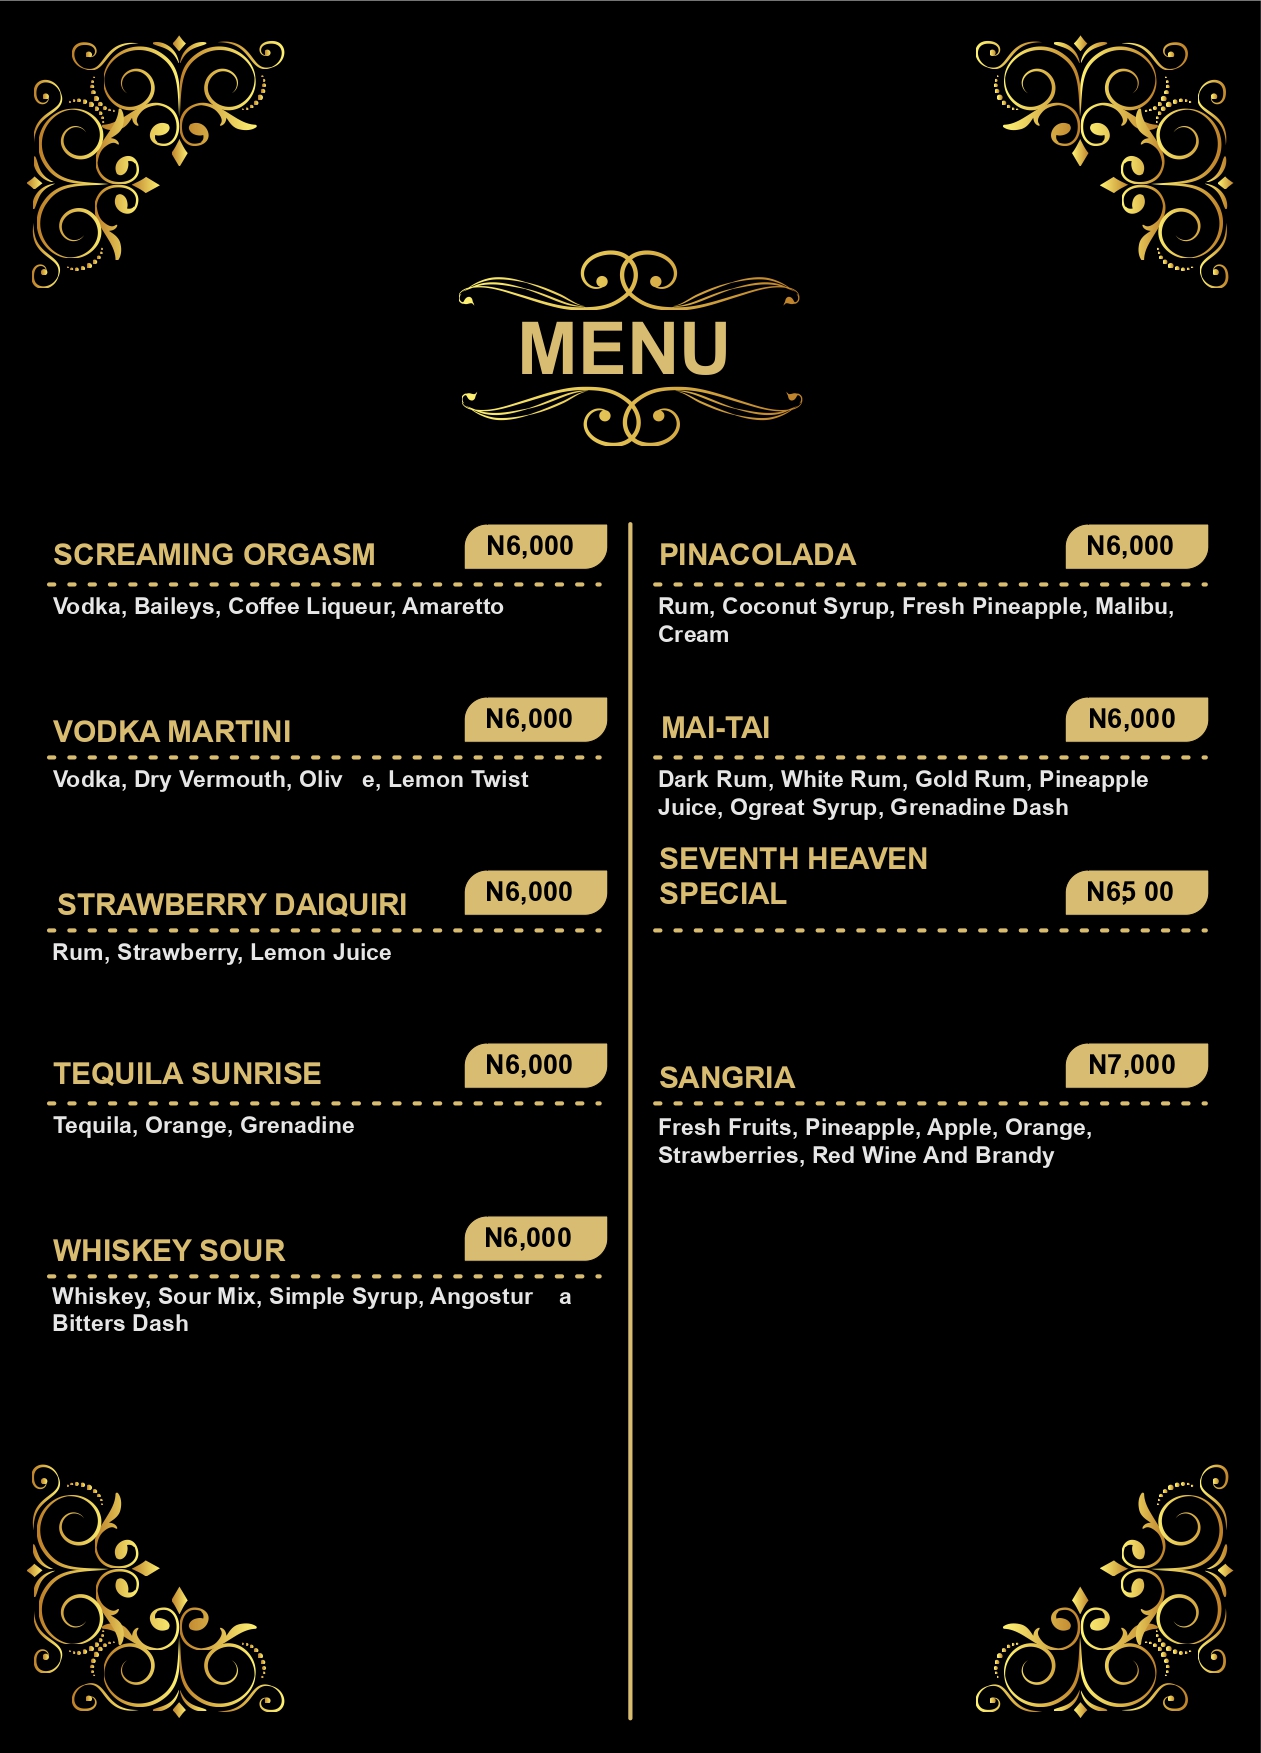 MENU
SCREAMING ORGASM
N6,000
Vodka, Baileys, Coffee Liqueur, Amaretto
VODKA MARTINI
N6,000
Vodka, Dry Vermouth, Oliv e, Lemon Twist
STRAWBERRY DAIQUIRI
N6,000
Rum, Strawberry, Lemon Juice
TEQUILA SUNRISE
N6,000
Tequila, Orange, Grenadine
WHISKEY SOUR
N6,000
Whiskey, Sour Mix, Simple Syrup, Angostur a
Bitters Dash
PINACOLADA
N6,000
Rum, Coconut Syrup, Fresh Pineapple, Malibu,
Cream
MAI-TAI
N6,000
Dark Rum, White Rum, Gold Rum, Pineapple
Juice, Ogreat Syrup, Grenadine Dash
SEVENTH HEAVEN
SPECIAL
N6,5 00
SANGRIA
N7,000
Fresh Fruits, Pineapple, Apple, Orange,
Strawberries, Red Wine And Brandy